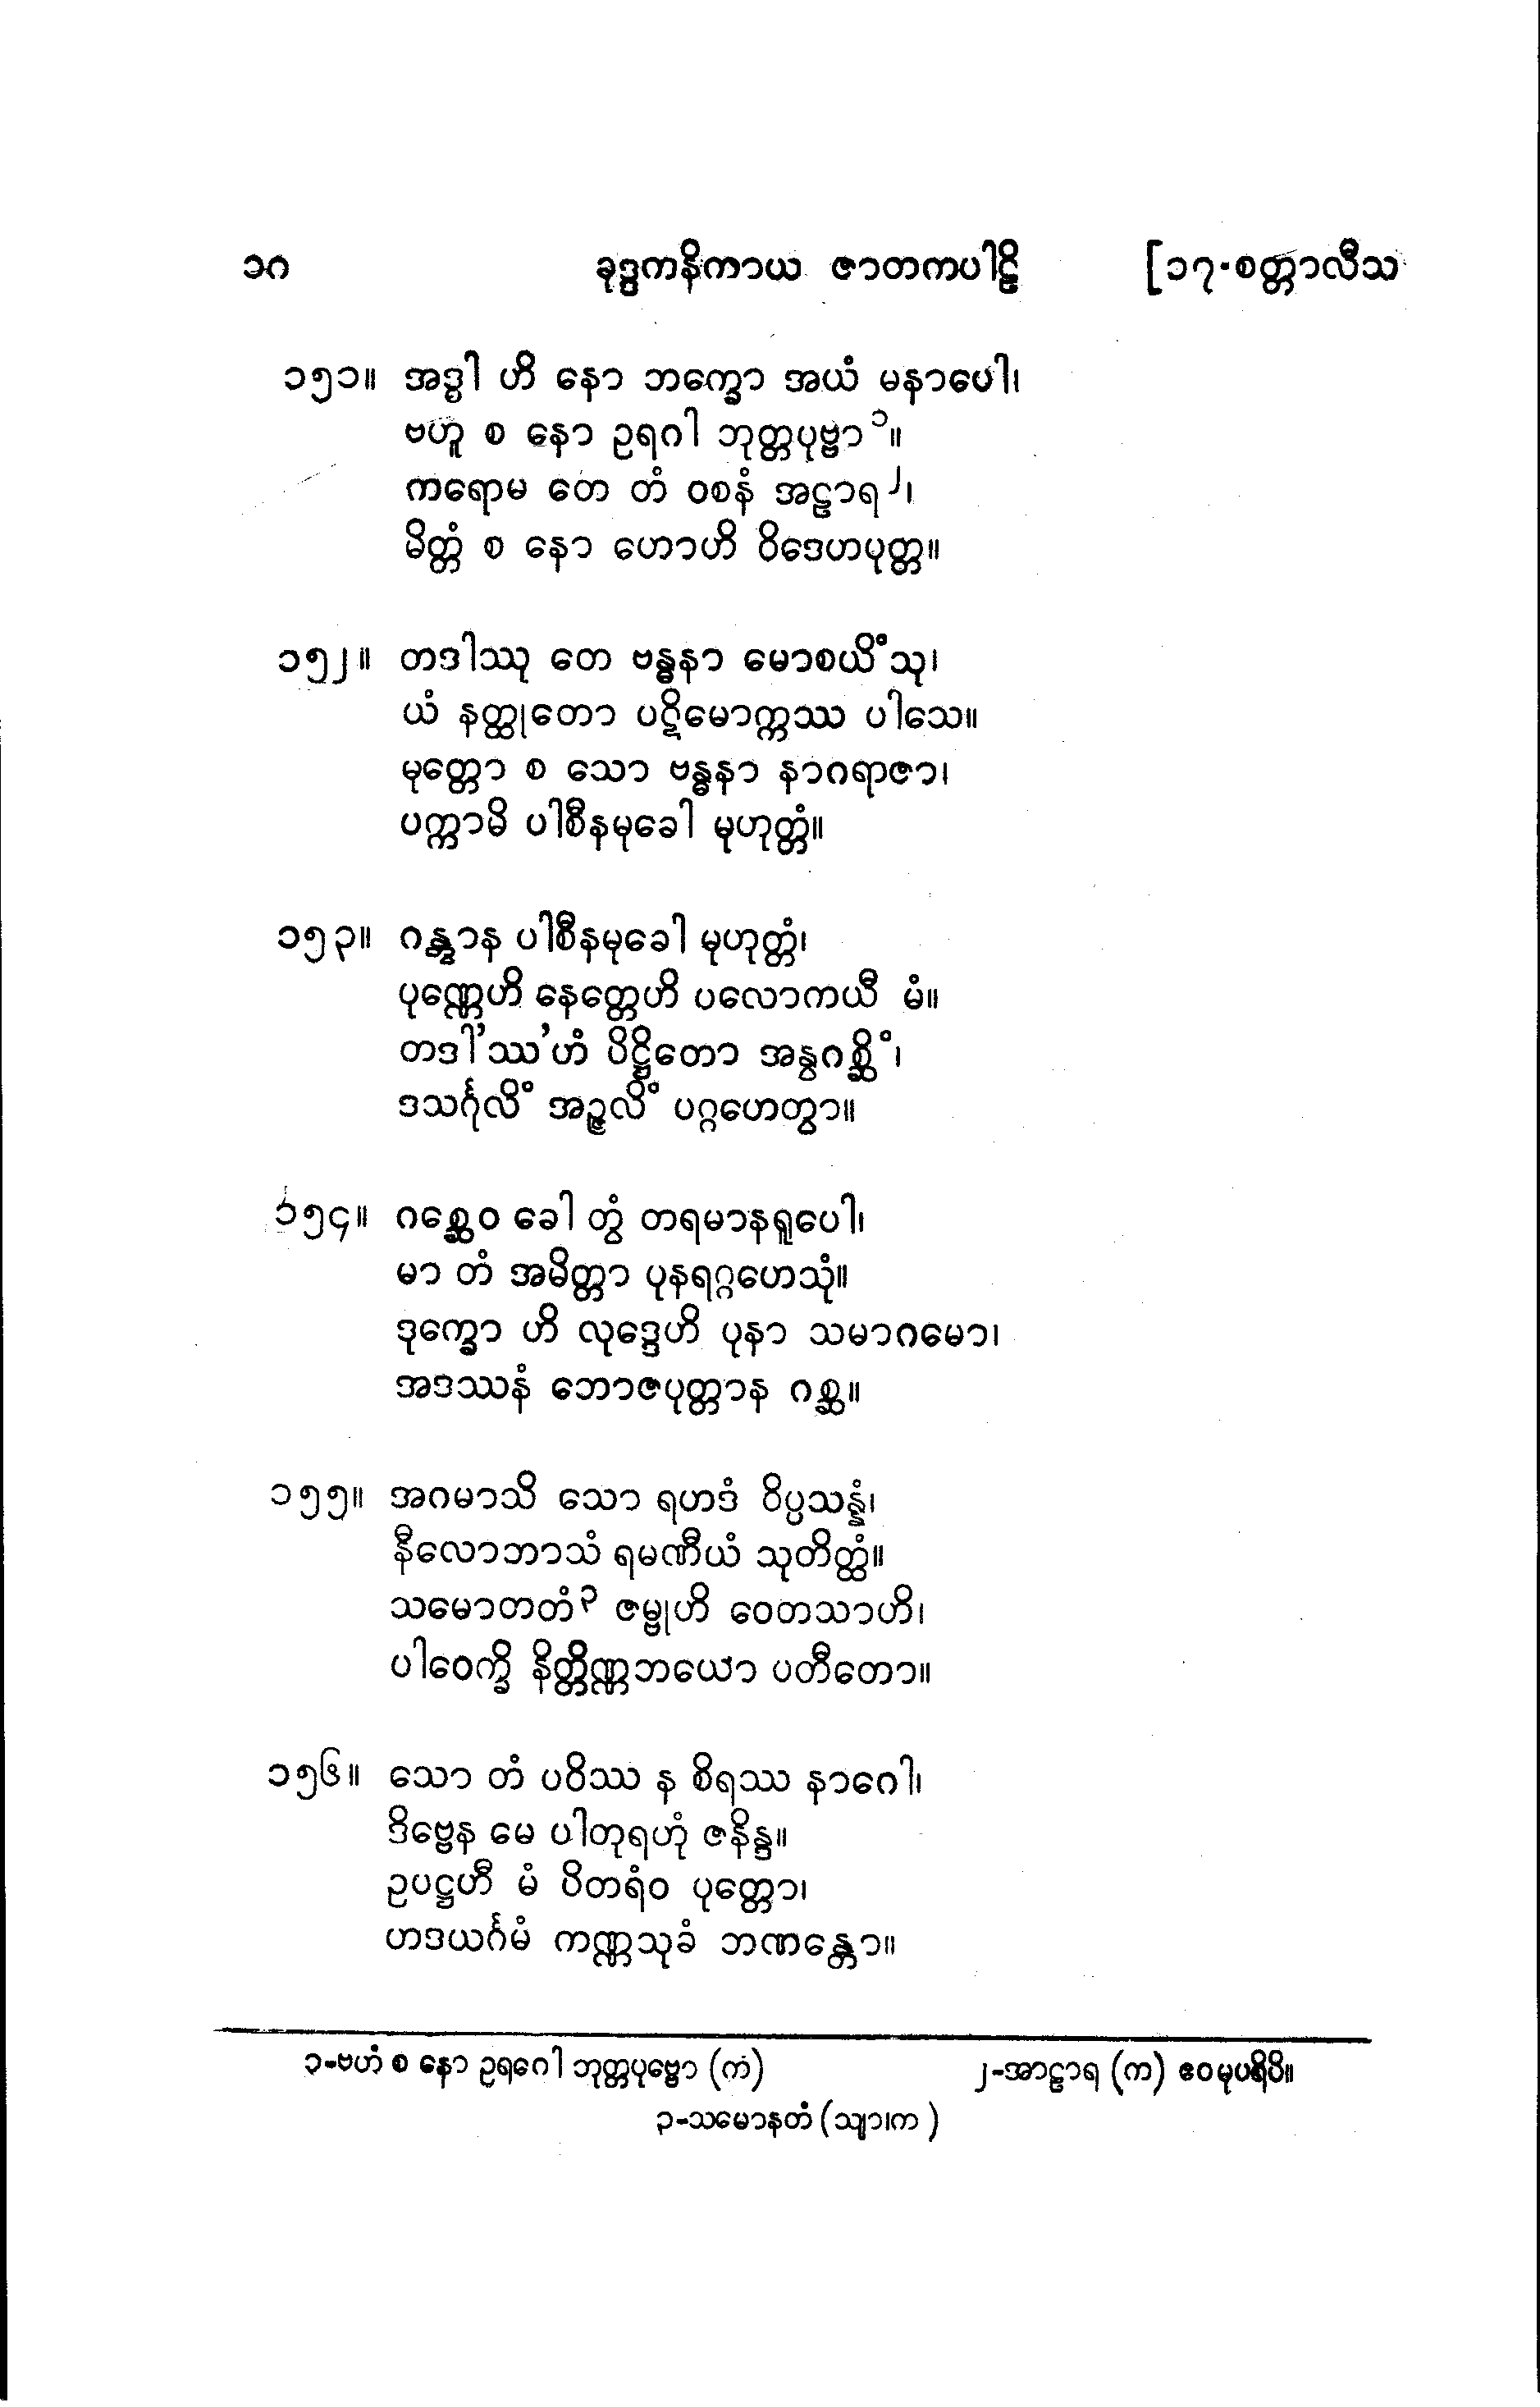 ၁ဂ ခုဒ္ဒကနိကာယ ဇာတကပါဠိ [၁၇-စတ္တာလီသ
၁၅၁။ အဒ္ဓါ ဟိ နော ဘက္ခော အယံ မနာပေါ၊
ဗဟူ စ နော ဥရဂါ ဘုတ္တပုဗ္ဗာ ၁။
ကရောမ တေ တံ ဝစနံ အဠာရ ၂၊
မိတ္တံ စ နော ဟောဟိ ဝိဒေဟပုတ္တ။
၁၅၂။ တဒါဿု တေ ဗန္ဓနာ မောစယိံသု၊
ယံ နတ္ထုတော ပဋိမောက္ကဿ ပါသေ။
မုတ္တော စ သော ဗန္ဓနာ နာဂရာဇာ၊
ပက္ကာမိ ပါစီနမုခေါ မုဟုတ္တံ။
၁၅၃။ ဂန္တွာန ပါစီနမုခေါ မုဟုတ္တံ၊
ပုဏ္ဏေဟိ နေတ္တေဟိ ပလောကယီ မံ။
တဒါ’ဿ’ဟံ ပိဋ္ဌိတော အနွဂစ္ဆိံ၊
ဒသင်္ဂုလိံ အဉ္ဇလိံ ပဂ္ဂဟေတွာ။
၁၅၄။ ဂစ္ဆေဝ ခေါ တွံ တရမာနရူပေါ၊
မာ တံ အမိတ္တာ ပုနရဂ္ဂဟေသုံ။
ဒုက္ခော ဟိ လုဒ္ဒေဟိ ပုနာ သမာဂမော၊
အဒဿနံ ဘောဇပုတ္တာန ဂစ္ဆ။
၁၅၅။ အဂမာသိ သော ရဟဒံ ဝိပ္ပသန္နံ၊
နီလောဘာသံ ရမဏီယံ သုတိတ္ထံ။
သမောတတံ ၃ ဇမ္ဗုဟိ ဝေတသာဟိ၊
ပါဝေက္ခိ နိတ္တိဏ္ဏဘယော ပတီတော။
၁၅၆။ သော တံ ပဝိဿ န စိရဿ နာဂေါ၊
ဒိဗ္ဗေန မေ ပါတုရဟုံ ဇနိန္ဒ။
ဥပဋ္ဌဟီ မံ ပိတရံဝ ပုတ္တော၊
ဟဒယင်္ဂမံ ကဏ္ဏသုခံ ဘဏန္တော။
၁-ဗဟံ စ နော ဥရဂေါ ဘုတ္တပုဗ္ဗော (ကံ) ၂-အာဠာရ (က) ဧဝမုပရိပိ။
၃-သမောနတံ (သျာ၊က )